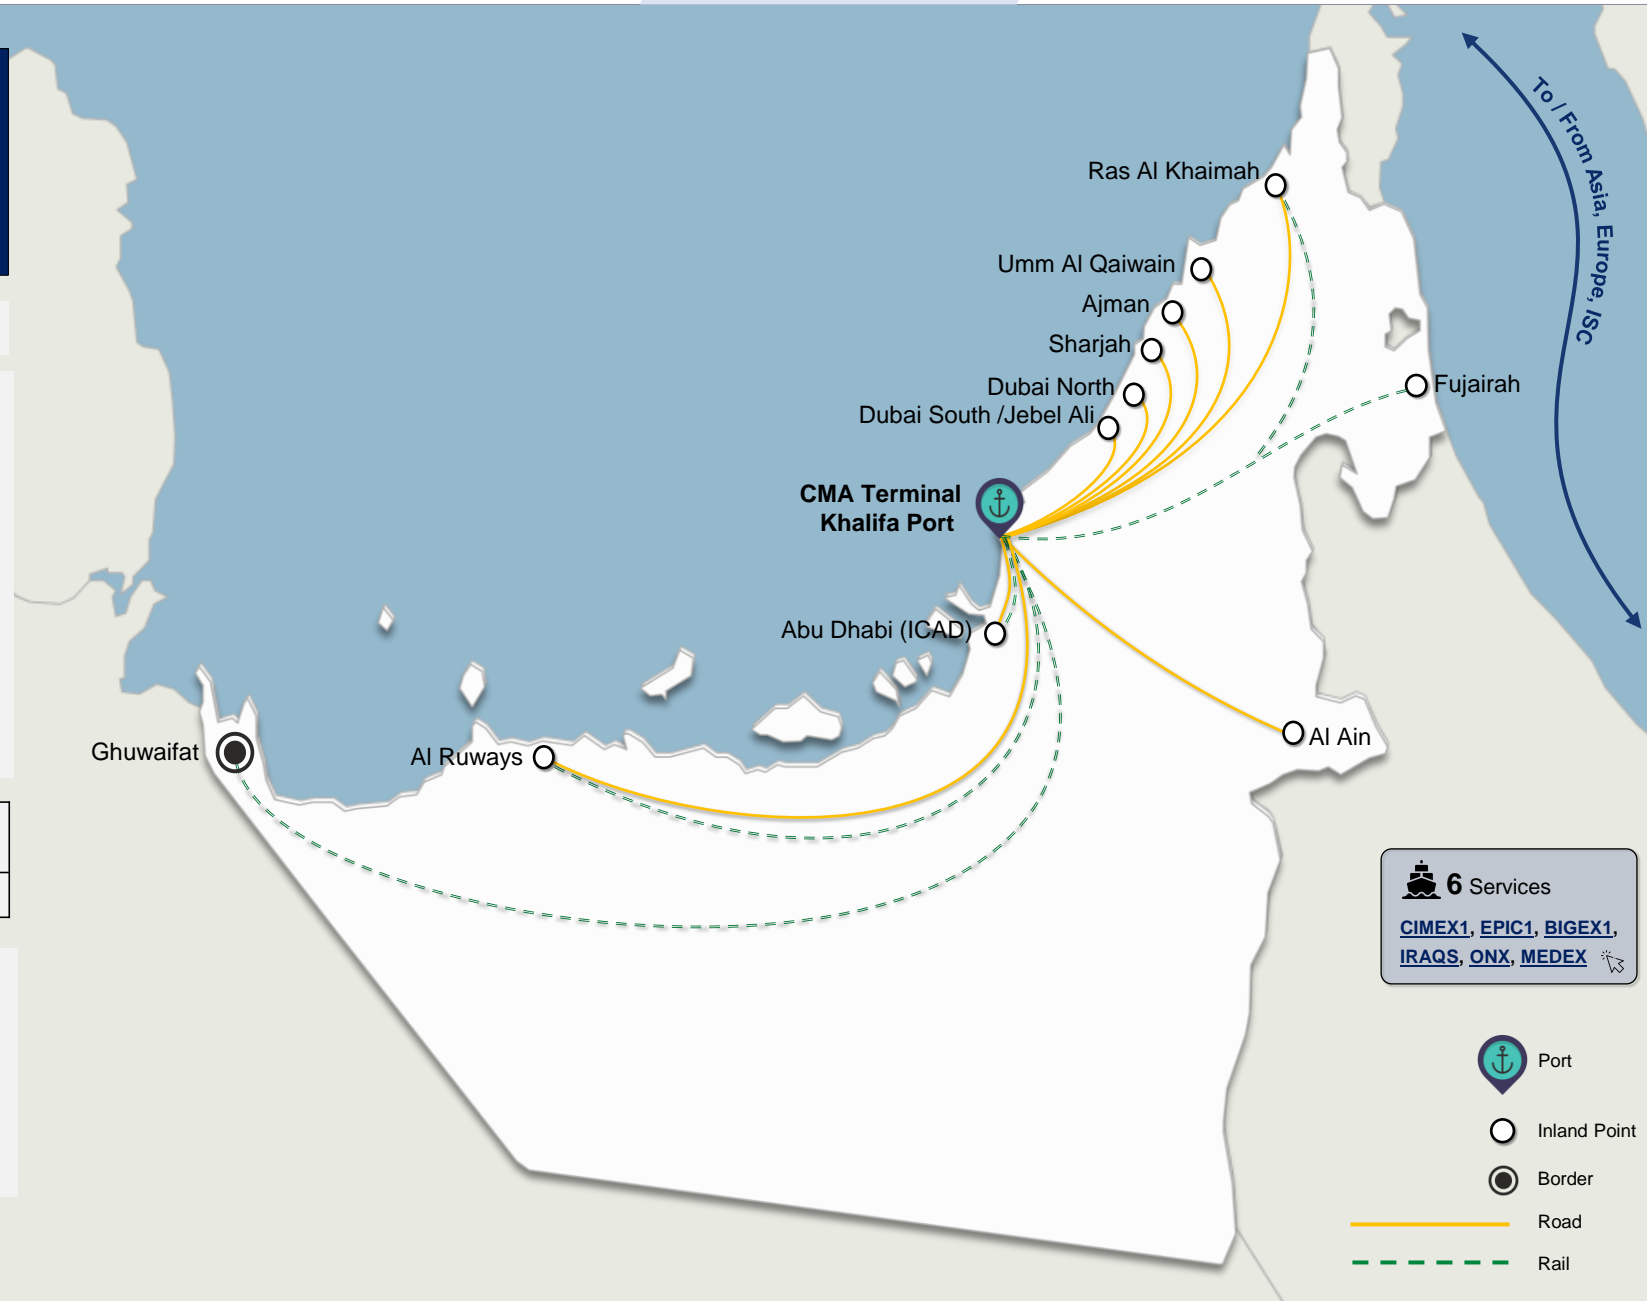 To / From Asia, Europe, ISC
Ras Al Khaimah
Umm Al Qaiwain
Ajman
Sharjah
Dubai North
Fujairah
Dubai South /Jebel Ali
CMA Terminal
Khalifa Port
Abu Dhabi (ICAD)
Al Ain
Ghuwaifat
Al Ruways
6 Services
CIMEX1, EPIC1, BIGEX1,
IRAQS, ONX, MEDEX
Port
Inland Point
Border
Road
Rail